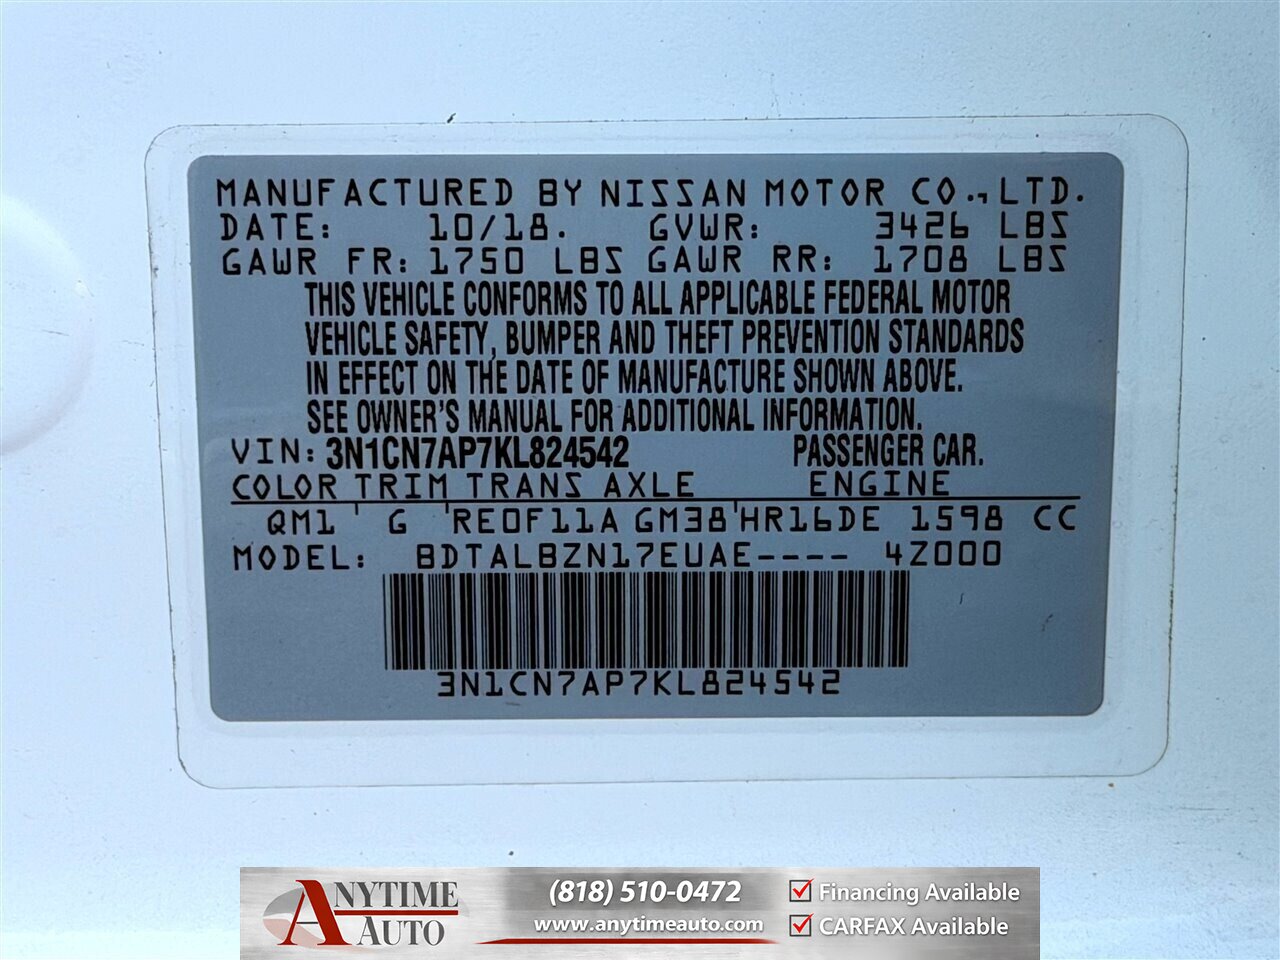 MANUFACTURED BY NISSAN MOTOR CO., LTD.
DATE: 10/18. GVWR: 3426 LBS
GAWR FR: 1750 LBS GAWR RR: 1708 LBS
THIS VEHICLE CONFORMS TO ALL APPLICABLE FEDERAL MOTOR
VEHICLE SAFETY, BUMPER AND THEFT PREVENTION STANDARDS
IN EFFECT ON THE DATE OF MANUFACTURE SHOWN ABOVE.
SEE OWNER'S MANUAL FOR ADDITIONAL INFORMATION.
VIN: 3N1CN7AP7KL824542 PASSENGER CAR.
COLOR TRIM TRANS AXLE ENGINE
QM1 ' G 'RE0F11A GM38'HR16DE 1598 CC
MODEL: BDTALBZN17EUAE---- 4Z000
3N1CN7AP7KL824542
ANYTIME AUTO
(818) 510-0472
www.anytimeauto.com
Financing Available
CARFAX Available